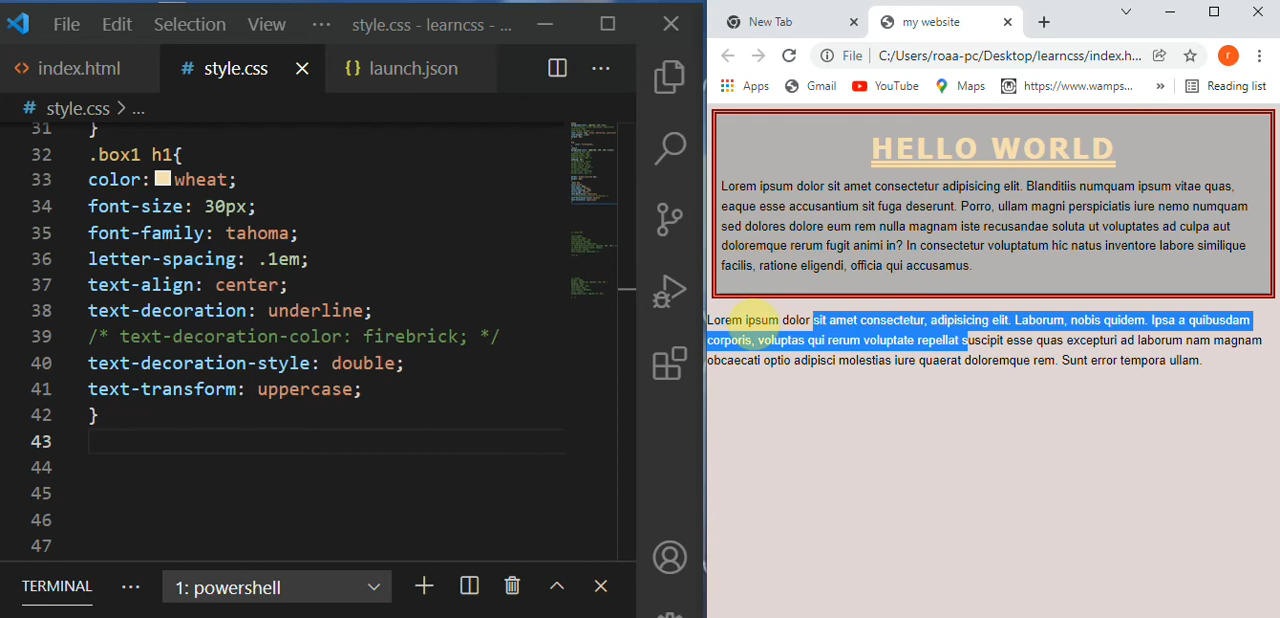 File Edit Selection View ··· style.css - learncss - ...
index.html
# style.css
{} launch.json
# style.css > ...
31 }
32 .box1 h1{
33 color: wheat;
34 font-size: 30px;
35 font-family: tahoma;
36 letter-spacing: .1em;
37 text-align: center;
38 text-decoration: underline;
39 /* text-decoration-color: firebrick; */
40 text-decoration-style: double;
41 text-transform: uppercase;
42 }
43
44
45
46
47
TERMINAL ··· 1: powershell
New Tab
my website
File C:/Users/roaa-pc/Desktop/learncss/index.h...
r
Apps Gmail YouTube Maps https://www.wamps... » Reading list
HELLO WORLD
Lorem ipsum dolor sit amet consectetur adipisicing elit. Blanditiis numquam ipsum vitae quas,
eaque esse accusantium sit fuga deserunt. Porro, ullam magni perspiciatis iure nemo numquam
sed dolores dolore eum rem nulla magnam iste recusandae soluta ut voluptates ad culpa aut
doloremque rerum fugit animi in? In consectetur voluptatum hic natus inventore labore similique
facilis, ratione eligendi, officia qui accusamus.
Lorem ipsum dolor sit amet consectetur, adipisicing elit. Laborum, nobis quidem. Ipsa a quibusdam
corporis, voluptas qui rerum voluptate repellat suscipit esse quas excepturi ad laborum nam magnam
obcaecati optio adipisci molestias iure quaerat doloremque rem. Sunt error tempora ullam.